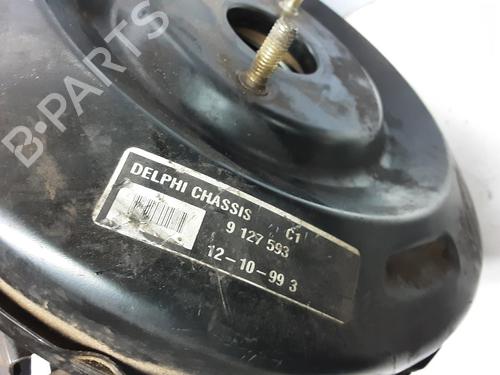 B-PARTS
DELPHI CHASSIS
C1
9 127 593
12-10-99 3